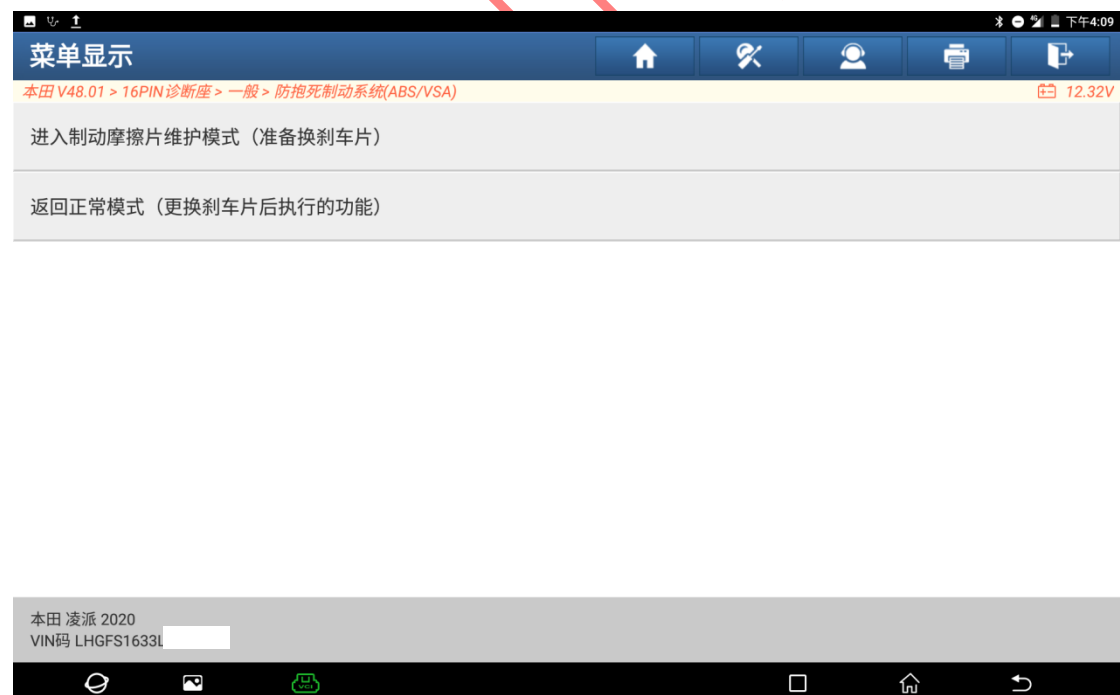 下午4:09
菜单显示
本田 V48.01 > 16PIN诊断座 > 一般 > 防抱死制动系统(ABS/VSA)
12.32V
进入制动摩擦片维护模式（准备换刹车片）
返回正常模式（更换刹车片后执行的功能）
本田 凌派 2020
VIN码 LHGFS1633L
VCI